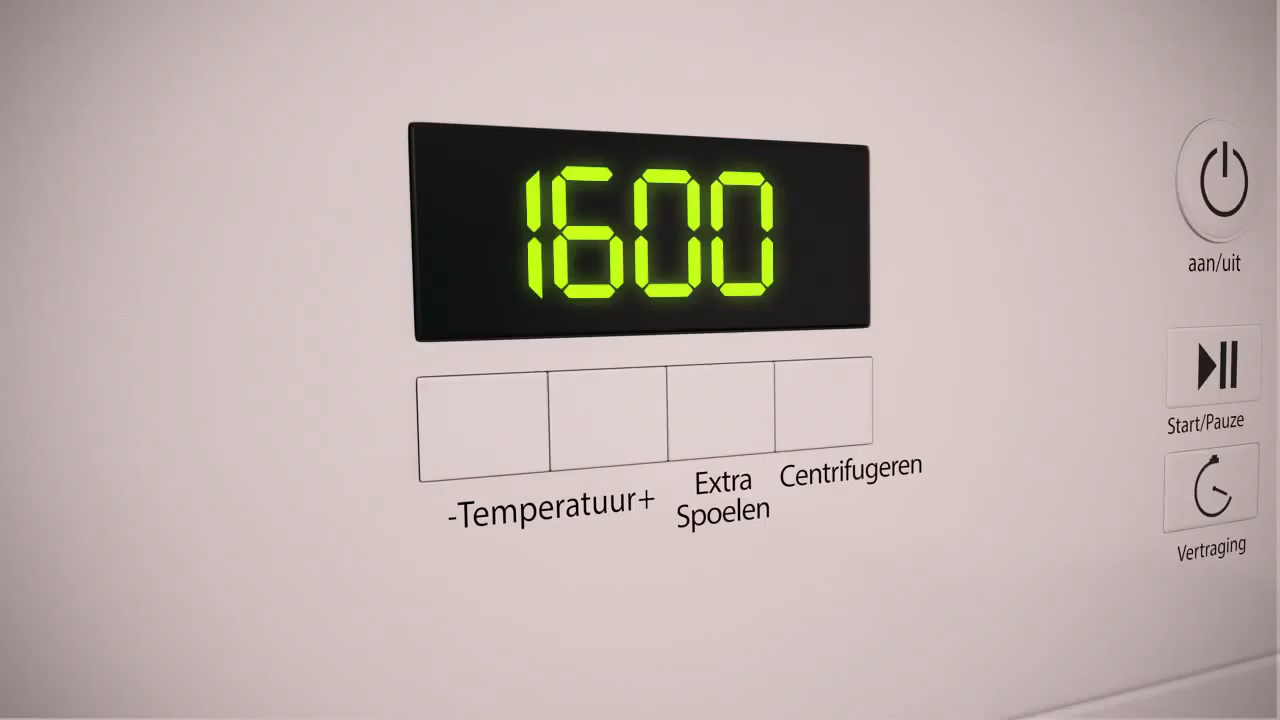 1600
aan/uit
Start/Pauze
-Temperatuur+
Extra
Spoelen
Centrifugeren
Vertraging